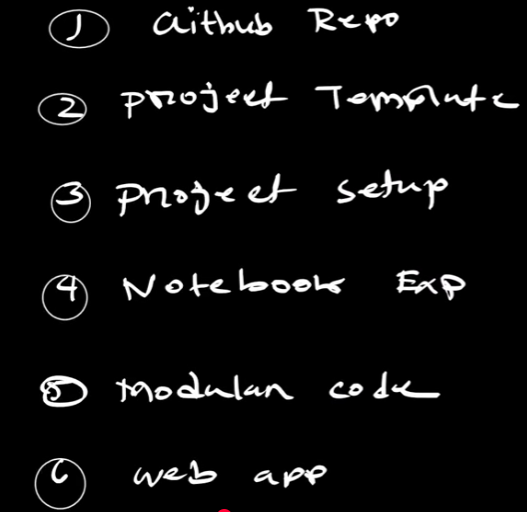 ① Github Repo
② Project Template
③ Project setup
④ Notebook Exp
⑤ Modular code
⑥ web app